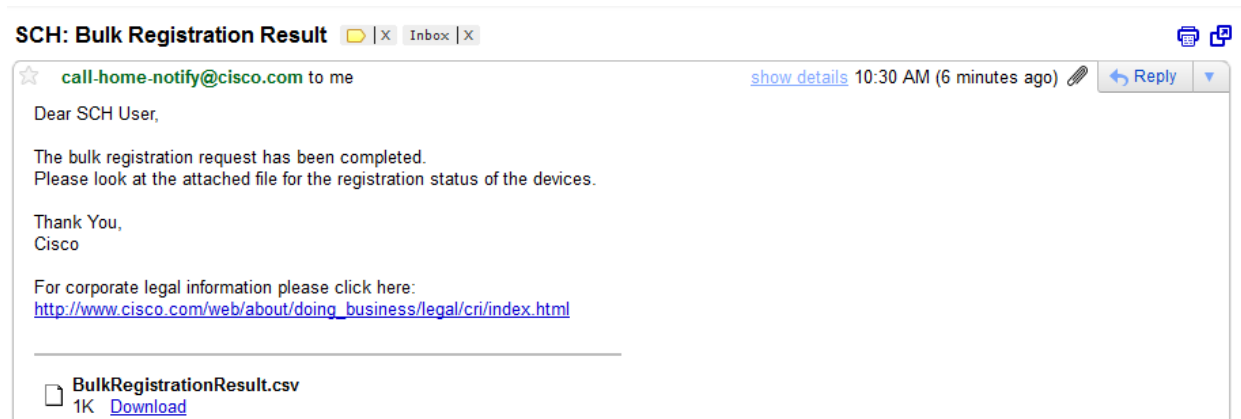 SCH: Bulk Registration Result | X Inbox | X
call-home-notify@cisco.com to me show details 10:30 AM (6 minutes ago) Reply
Dear SCH User,
The bulk registration request has been completed.
Please look at the attached file for the registration status of the devices.
Thank You,
Cisco
For corporate legal information please click here:
http://www.cisco.com/web/about/doing_business/legal/cri/index.html
BulkRegistrationResult.csv
1K Download